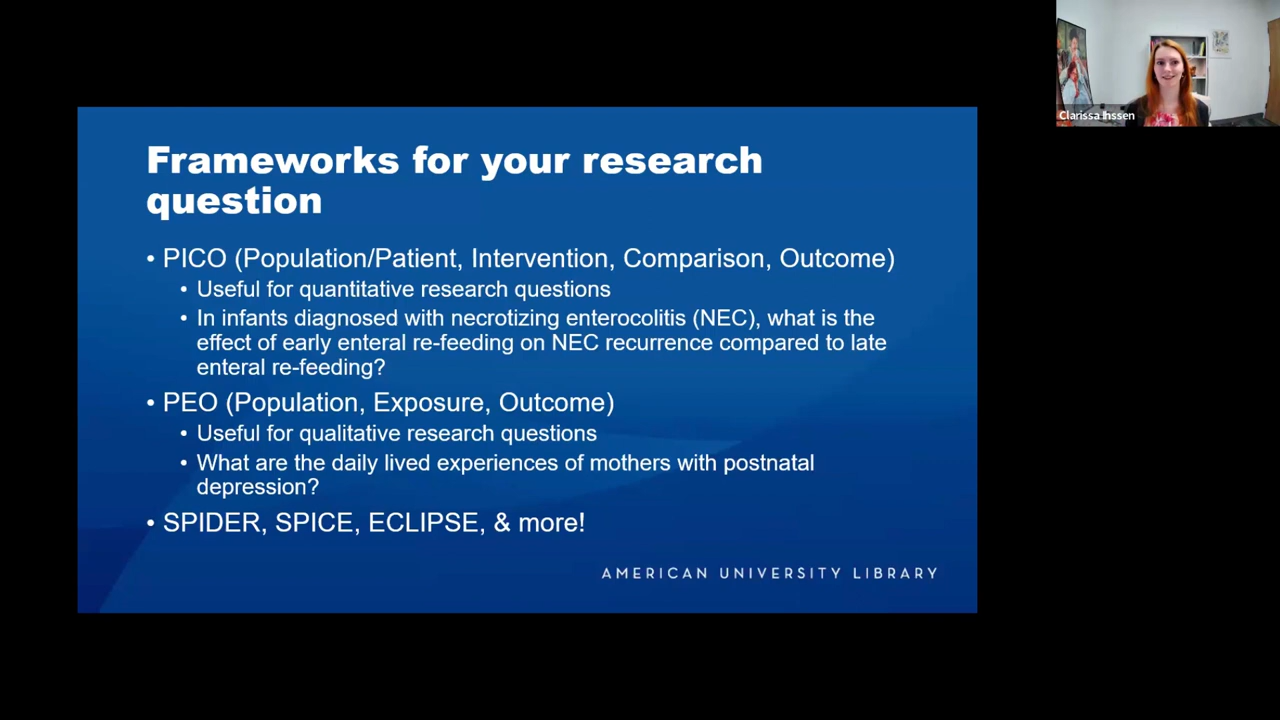 Clarissa Ihssen
Frameworks for your research
question
• PICO (Population/Patient, Intervention, Comparison, Outcome)
• Useful for quantitative research questions
• In infants diagnosed with necrotizing enterocolitis (NEC), what is the
effect of early enteral re-feeding on NEC recurrence compared to late
enteral re-feeding?
• PEO (Population, Exposure, Outcome)
• Useful for qualitative research questions
• What are the daily lived experiences of mothers with postnatal
depression?
• SPIDER, SPICE, ECLIPSE, & more!
AMERICAN UNIVERSITY LIBRARY